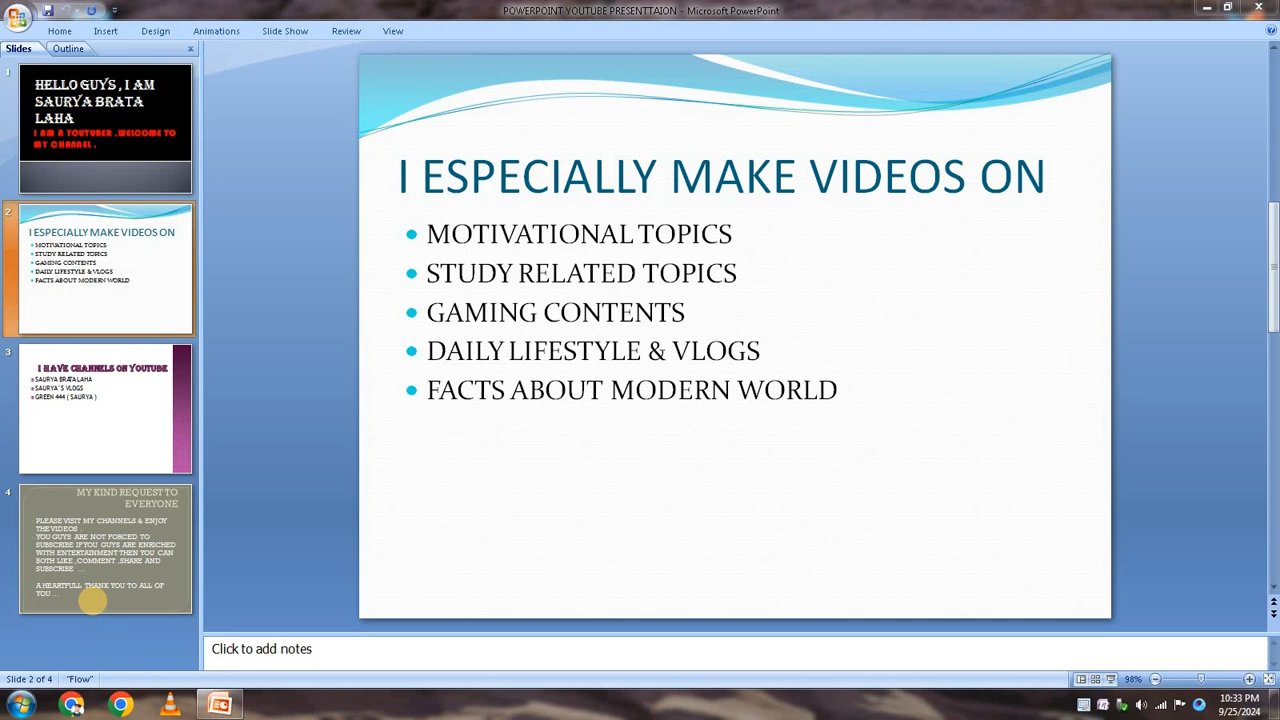 POWERPOINT YOUTUBE PRESENTTAION - Microsoft PowerPoint
Home Insert Design Animations Slide Show Review View
Slides Outline
1
HELLO GUYS , I AM
SAURYA BRATA
LAHA
I AM A YOUTUBER ,WELCOME TO
MY CHANNEL .
2
I ESPECIALLY MAKE VIDEOS ON
MOTIVATIONAL TOPICS
STUDY RELATED TOPICS
GAMING CONTENTS
DAILY LIFESTYLE & VLOGS
FACTS ABOUT MODERN WORLD
3
I HAVE CHANNELS ON YOUTUBE
SAURYA BRATA LAHA
SAURYA'S VLOGS
GREEN 444 ( SAURYA )
4
MY KIND REQUEST TO
EVERYONE
PLEASE VISIT MY CHANNELS & ENJOY
THE VIDEOS .
YOU GUYS ARE NOT FORCED TO
SUBSCRIBE IF YOU GUYS ARE ENRICHED
WITH ENTERTAINMENT THEN YOU CAN
BOTH LIKE ,COMMENT ,SHARE AND
SUBSCRIBE ...
A HEARTFULL THANK YOU TO ALL OF
YOU ...
I ESPECIALLY MAKE VIDEOS ON
• MOTIVATIONAL TOPICS
• STUDY RELATED TOPICS
• GAMING CONTENTS
• DAILY LIFESTYLE & VLOGS
• FACTS ABOUT MODERN WORLD
Click to add notes
Slide 2 of 4 "Flow" 98%
10:33 PM
9/25/2024